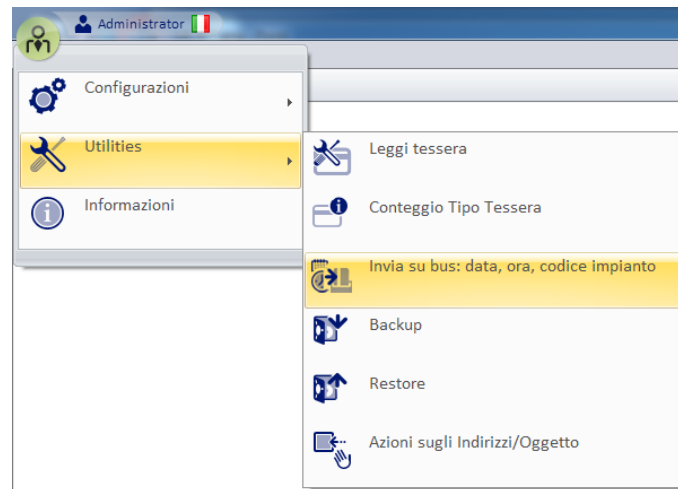 Administrator
Configurazioni
Utilities
Informazioni
Leggi tessera
Conteggio Tipo Tessera
Invia su bus: data, ora, codice impianto
Backup
Restore
Azioni sugli Indirizzi/Oggetto